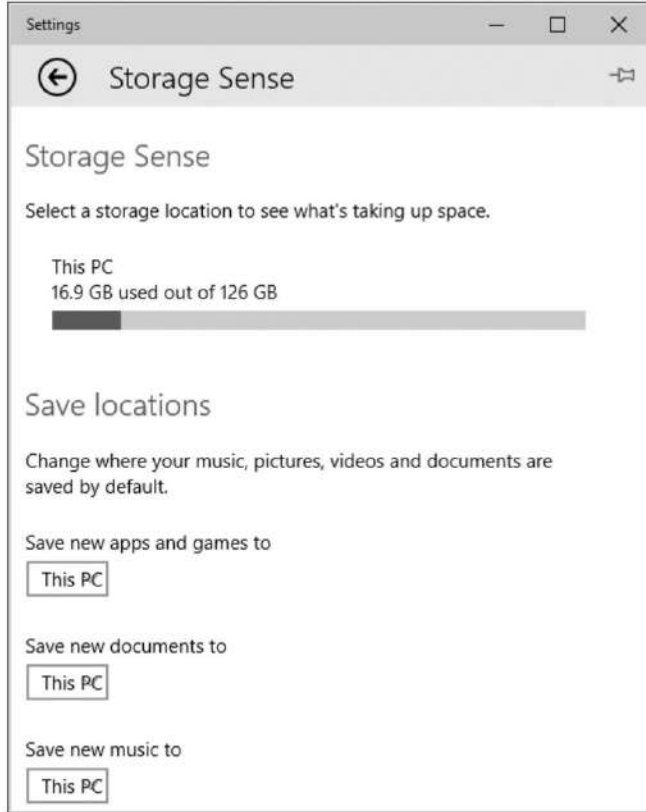 Settings
Storage Sense
Storage Sense
Select a storage location to see what's taking up space.
This PC
16.9 GB used out of 126 GB
Save locations
Change where your music, pictures, videos and documents are
saved by default.
Save new apps and games to
This PC
Save new documents to
This PC
Save new music to
This PC